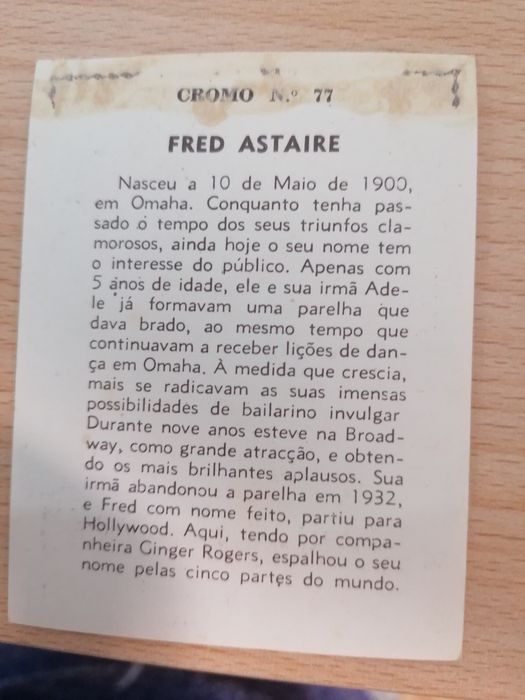 CROMO N.º 77
FRED ASTAIRE
Nasceu a 10 de Maio de 1900,
em Omaha. Conquanto tenha pas-
sado o tempo dos seus triunfos cla-
morosos, ainda hoje o seu nome tem
o interesse do público. Apenas com
5 anos de idade, ele e sua irmã Ade-
le já formavam uma parelha que
dava brado, ao mesmo tempo que
continuavam a receber lições de dan-
ça em Omaha. À medida que crescia,
mais se radicavam as suas imensas
possibilidades de bailarino invulgar
Durante nove anos esteve na Broad-
way, como grande atracção, e obten-
do os mais brilhantes aplausos. Sua
irmã abandonou a parelha em 1932,
e Fred com nome feito, partiu para
Hollywood. Aqui, tendo por compa-
nheira Ginger Rogers, espalhou o seu
nome pelas cinco partes do mundo.